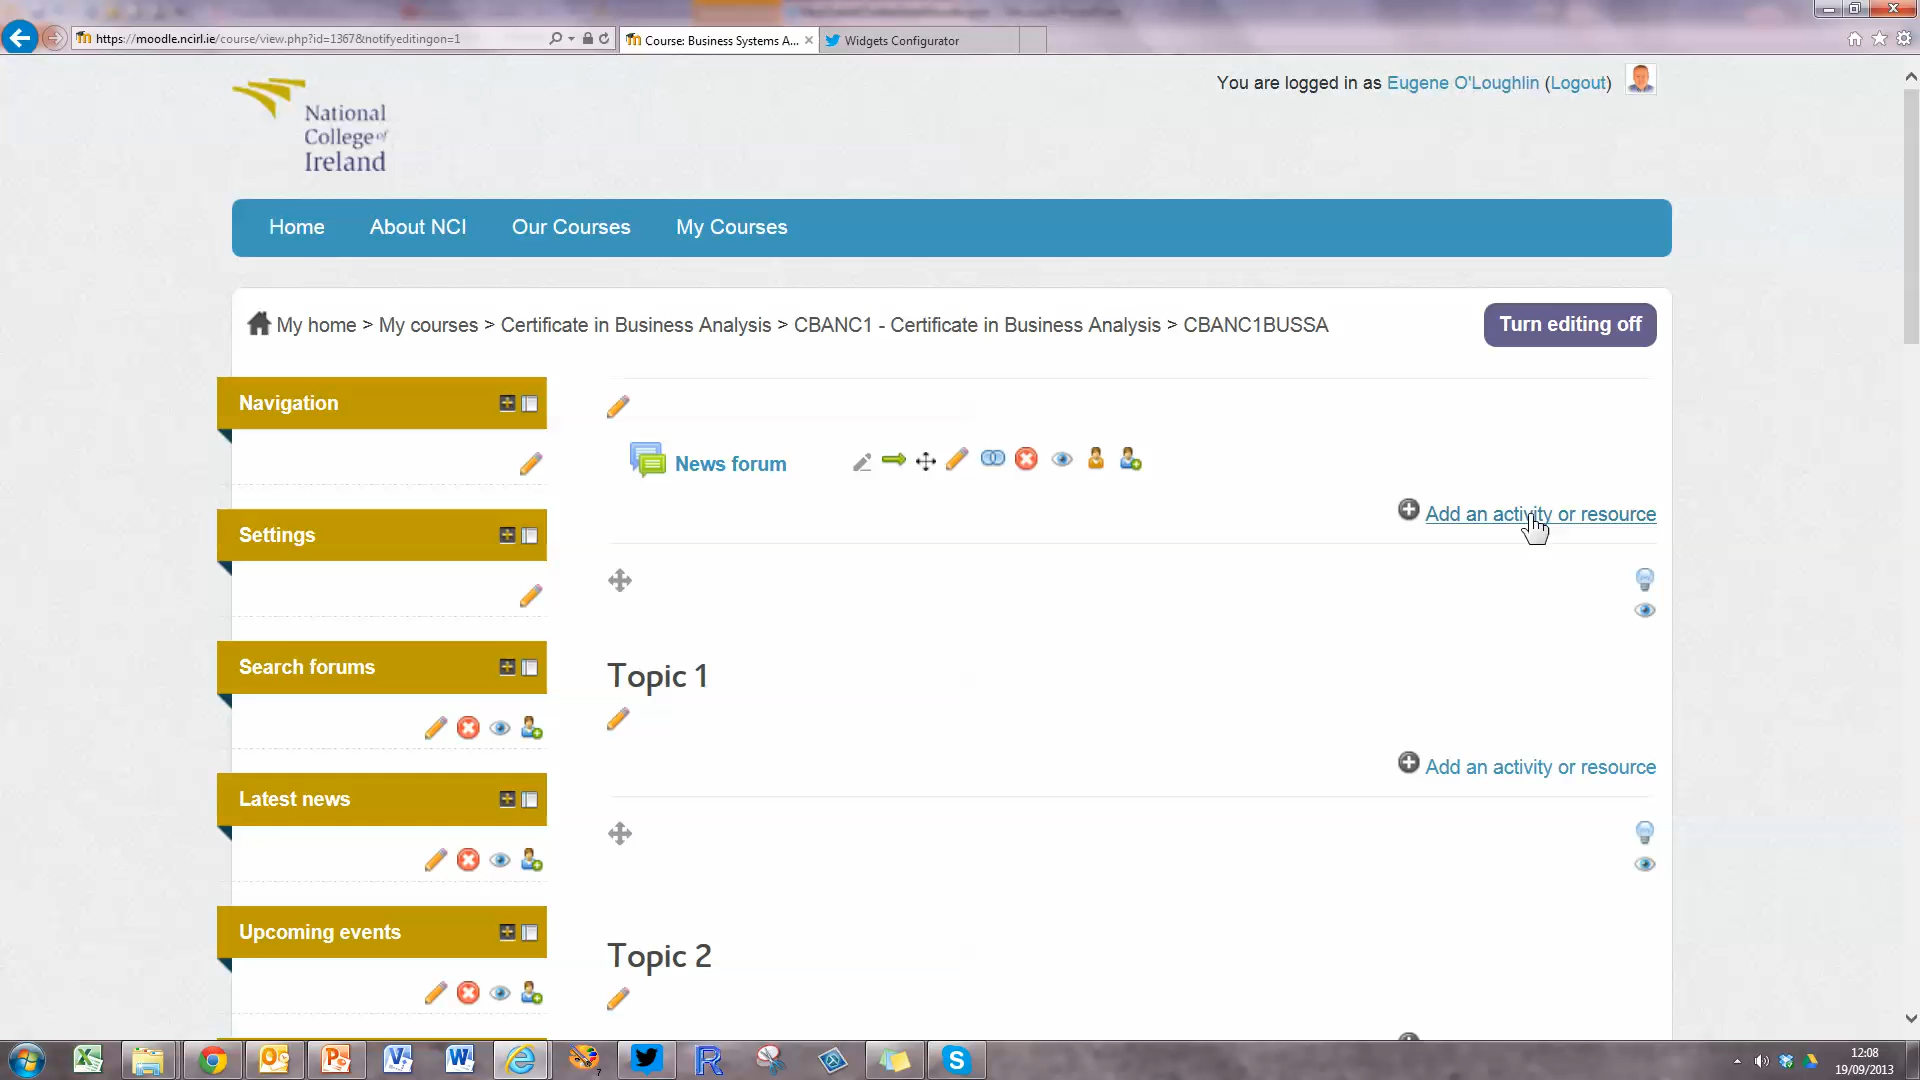 https://moodle.ncirl.ie/course/view.php?id=1367&notifyeditingon=1
Course: Business Systems A...
Widgets Configurator
National
College of
Ireland
You are logged in as Eugene O'Loughlin (Logout)
Home
About NCI
Our Courses
My Courses
My home > My courses > Certificate in Business Analysis > CBANC1 - Certificate in Business Analysis > CBANC1BUSSA
Turn editing off
Navigation
Settings
Search forums
Latest news
Upcoming events
News forum
Add an activity or resource
Topic 1
Add an activity or resource
Topic 2
12:08
19/09/2013